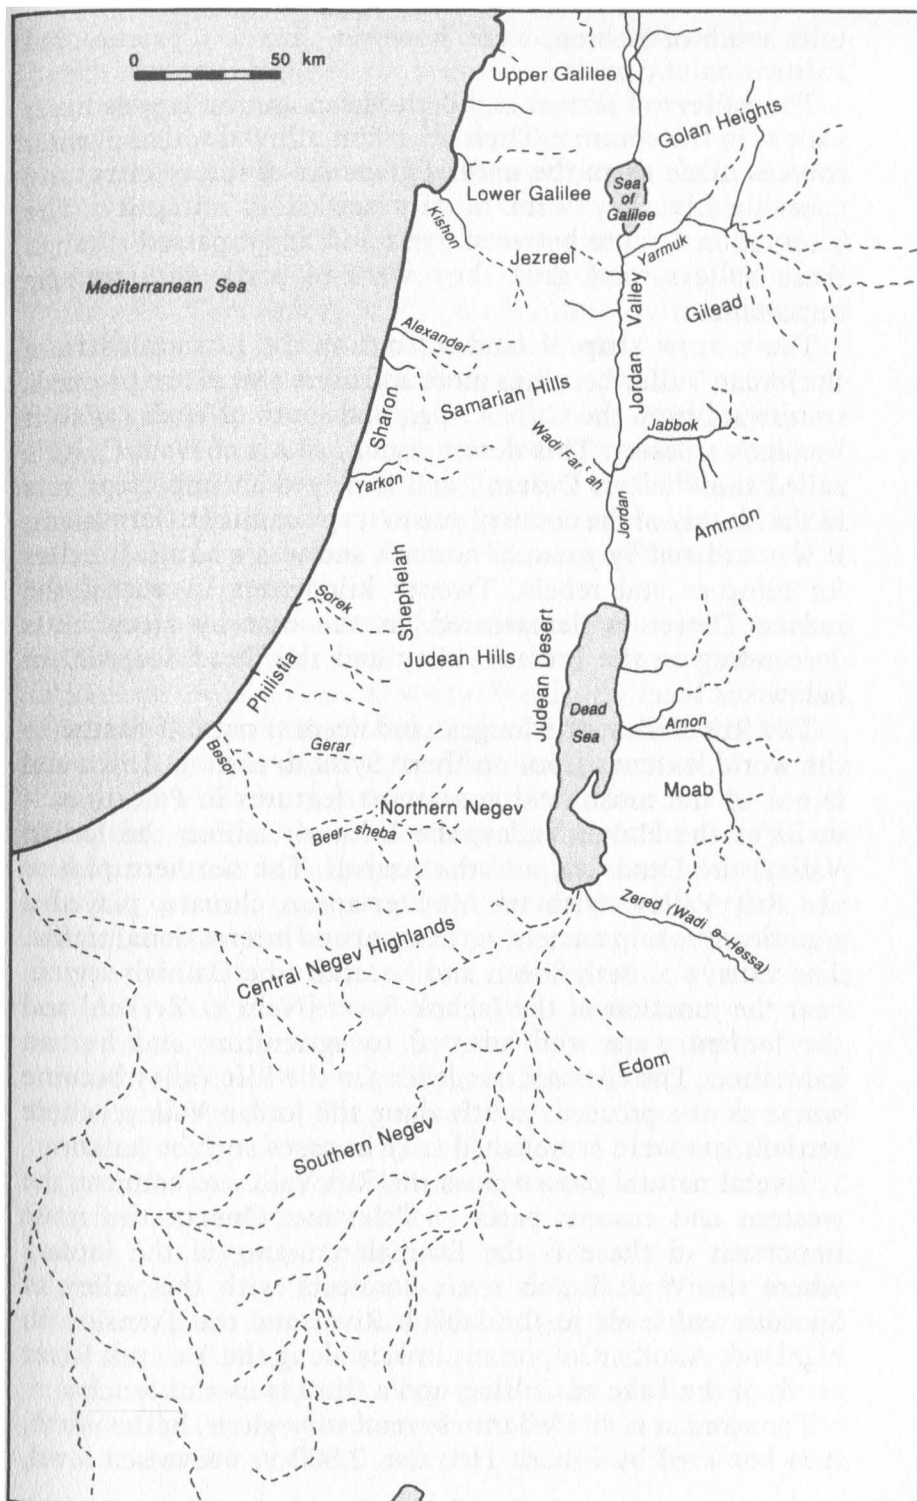 0 50 km
Upper Galilee
Golan Heights
Lower Galilee
Sea
of
Galilee
Kishon
Jezreel
Yarmuk
Mediterranean Sea
Jordan Valley
Gilead
Alexander
Samarian Hills
Sharon
Jabbok
Wadi Far'ah
Yarkon
Jordan
Ammon
Shephelah
Sorek
Judean Hills
Judean Desert
Philistia
Dead
Sea
Arnon
Besor
Gerar
Moab
Northern Negev
Beer-sheba
Zered (Wadi e-Hessa)
Central Negev Highlands
Edom
Southern Negev